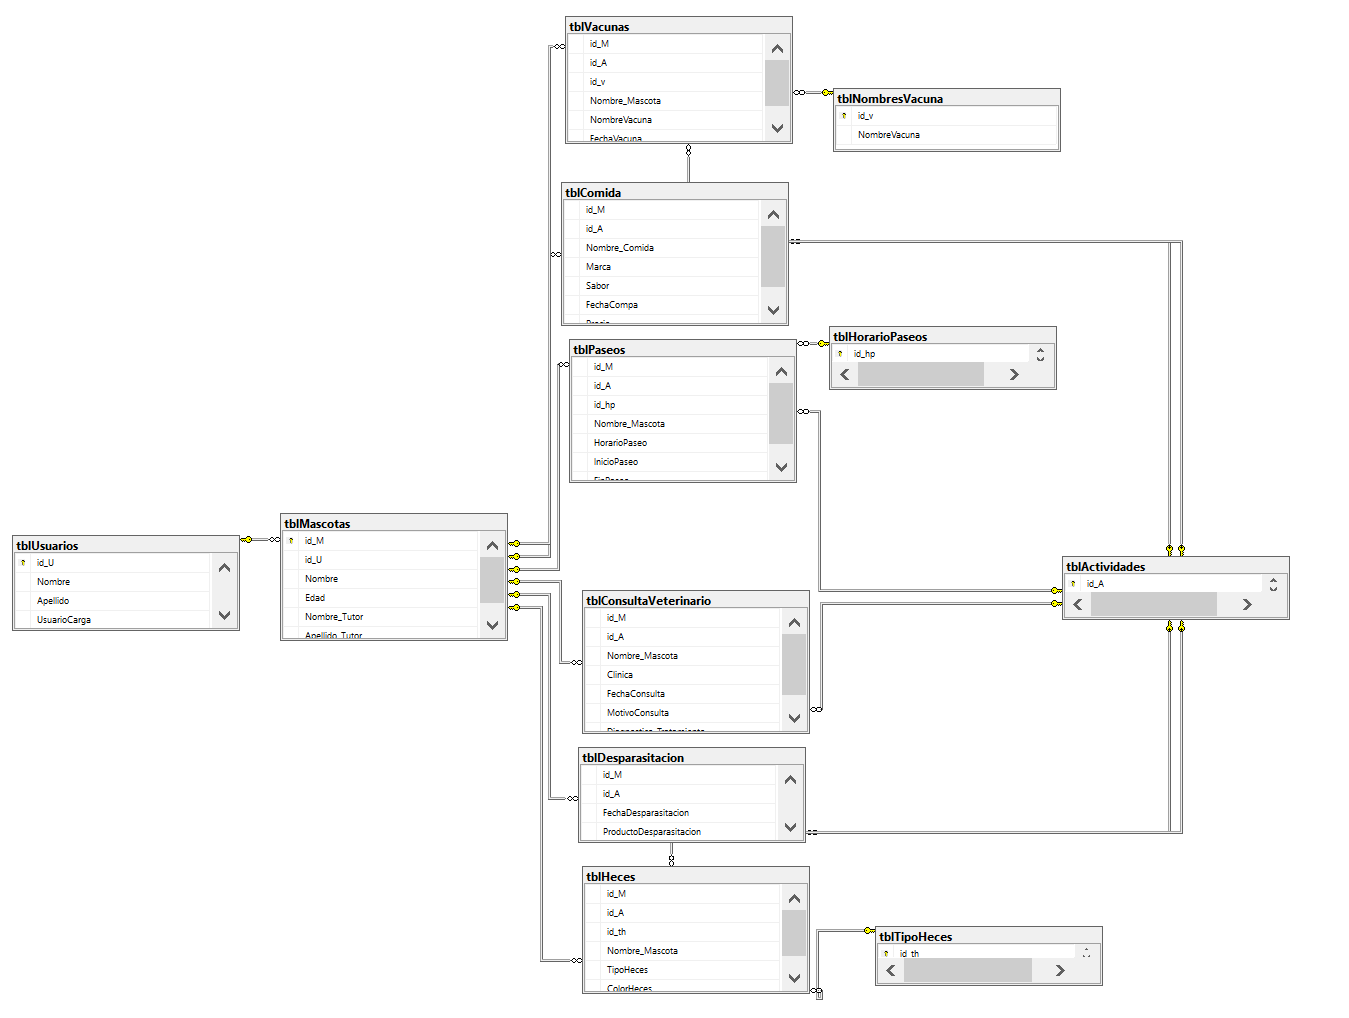 tblVacunas
id_M
id_A
id_v
Nombre_Mascota
NombreVacuna
FechaVacuna
tblNombresVacuna
id_v
NombreVacuna
tblComida
id_M
id_A
Nombre_Comida
Marca
Sabor
FechaCompa
Precio
tblHorarioPaseos
id_hp
tblPaseos
id_M
id_A
id_hp
Nombre_Mascota
HorarioPaseo
InicioPaseo
FinPaseo
tblUsuarios
id_U
Nombre
Apellido
UsuarioCarga
tblMascotas
id_M
id_U
Nombre
Edad
Nombre_Tutor
Apellido_Tutor
tblActividades
id_A
tblConsultaVeterinario
id_M
id_A
Nombre_Mascota
Clinica
FechaConsulta
MotivoConsulta
Diagnostico_Tratamiento
tblDesparasitacion
id_M
id_A
FechaDesparasitacion
ProductoDesparasitacion
tblHeces
id_M
id_A
id_th
Nombre_Mascota
TipoHeces
ColorHeces
tblTipoHeces
id_th